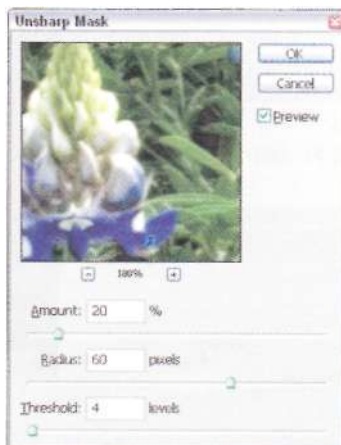 Unsharp Mask
OK
Cancel
Preview
100%
Amount: 20 %
Radius: 60 pixels
Threshold: 4 levels